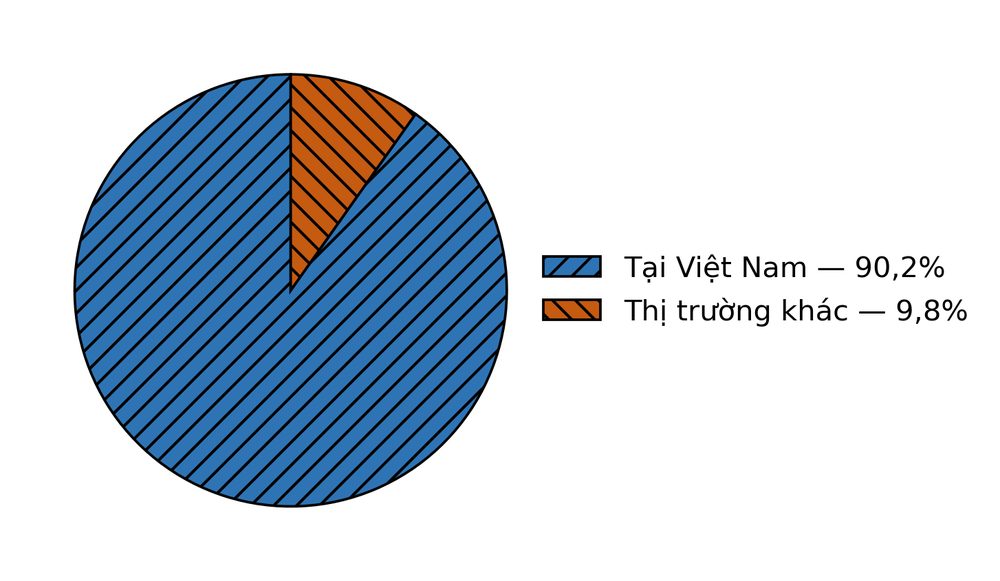 Tại Việt Nam — 90,2%
Thị trường khác — 9,8%